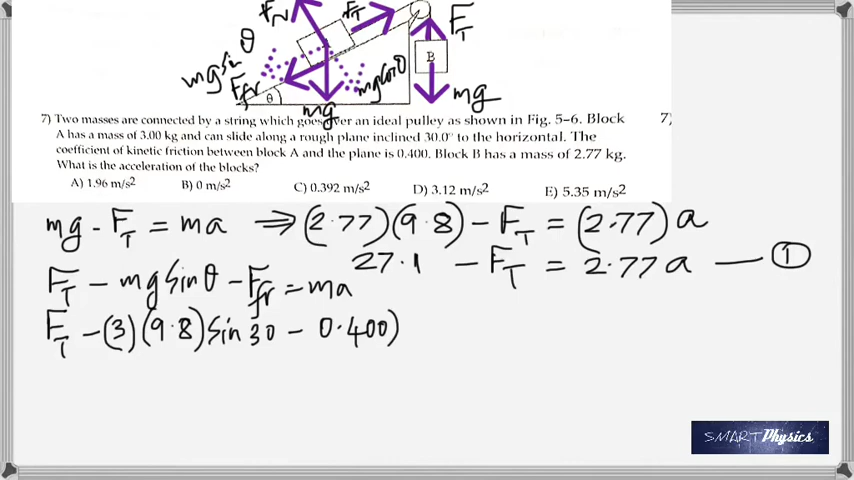 F_N F_T F_T
θ B
mg sin θ
F_fr θ mg cos θ mg
mg
7) Two masses are connected by a string which goes over an ideal pulley as shown in Fig. 5–6. Block 7)
A has a mass of 3.00 kg and can slide along a rough plane inclined 30.0° to the horizontal. The
coefficient of kinetic friction between block A and the plane is 0.400. Block B has a mass of 2.77 kg.
What is the acceleration of the blocks?
A) 1.96 m/s² B) 0 m/s² C) 0.392 m/s² D) 3.12 m/s² E) 5.35 m/s²
mg - F_T = ma ⟹ (2.77)(9.8) - F_T = (2.77)a
27.1 - F_T = 2.77a — ①
F_T - mg Sin θ - F_fr = ma
F_T - (3)(9.8) Sin 30 - 0.400)
SMART Physics